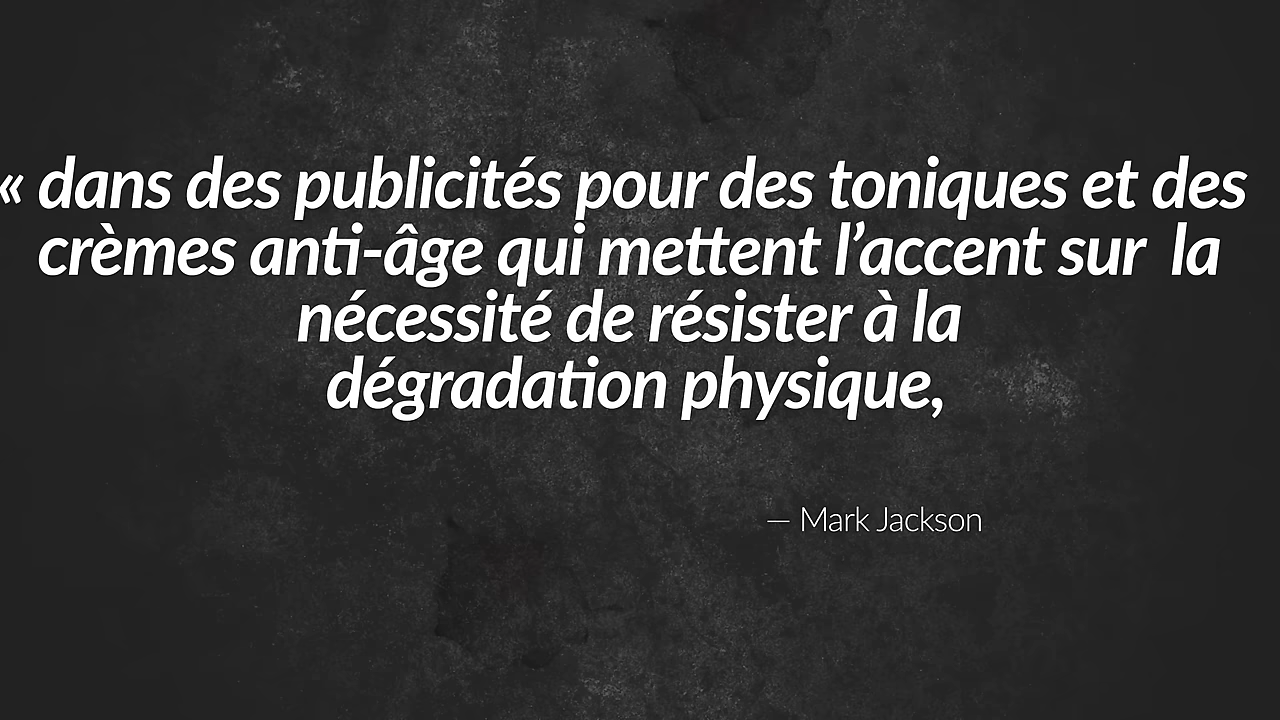 « dans des publicités pour des toniques et des
crèmes anti-âge qui mettent l’accent sur  la
nécessité de résister à la
dégradation physique,
— Mark Jackson